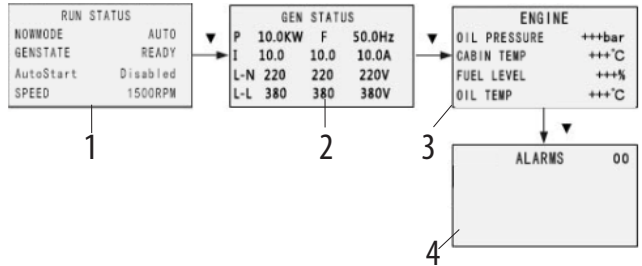 RUN STATUS
NOWMODE AUTO
GENSTATE READY
AutoStart Disabled
SPEED 1500RPM
1
▼
GEN STATUS
P 10.0KW F 50.0Hz
I 10.0 10.0 10.0A
L-N 220 220 220V
L-L 380 380 380V
2
▼
ENGINE
OIL PRESSURE +++bar
CABIN TEMP +++°C
FUEL LEVEL +++%
OIL TEMP +++°C
3
▼
ALARMS 00
4